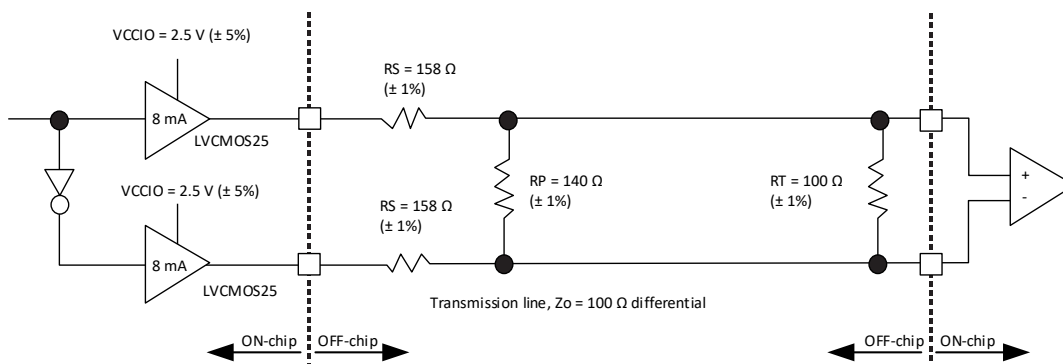 VCCIO = 2.5 V (± 5%)
8 mA
LVCMOS25
RS = 158 Ω
(± 1%)
VCCIO = 2.5 V (± 5%)
8 mA
LVCMOS25
RS = 158 Ω
(± 1%)
RP = 140 Ω
(± 1%)
RT = 100 Ω
(± 1%)
+
-
Transmission line, Zo = 100 Ω differential
ON-chip
OFF-chip
OFF-chip
ON-chip